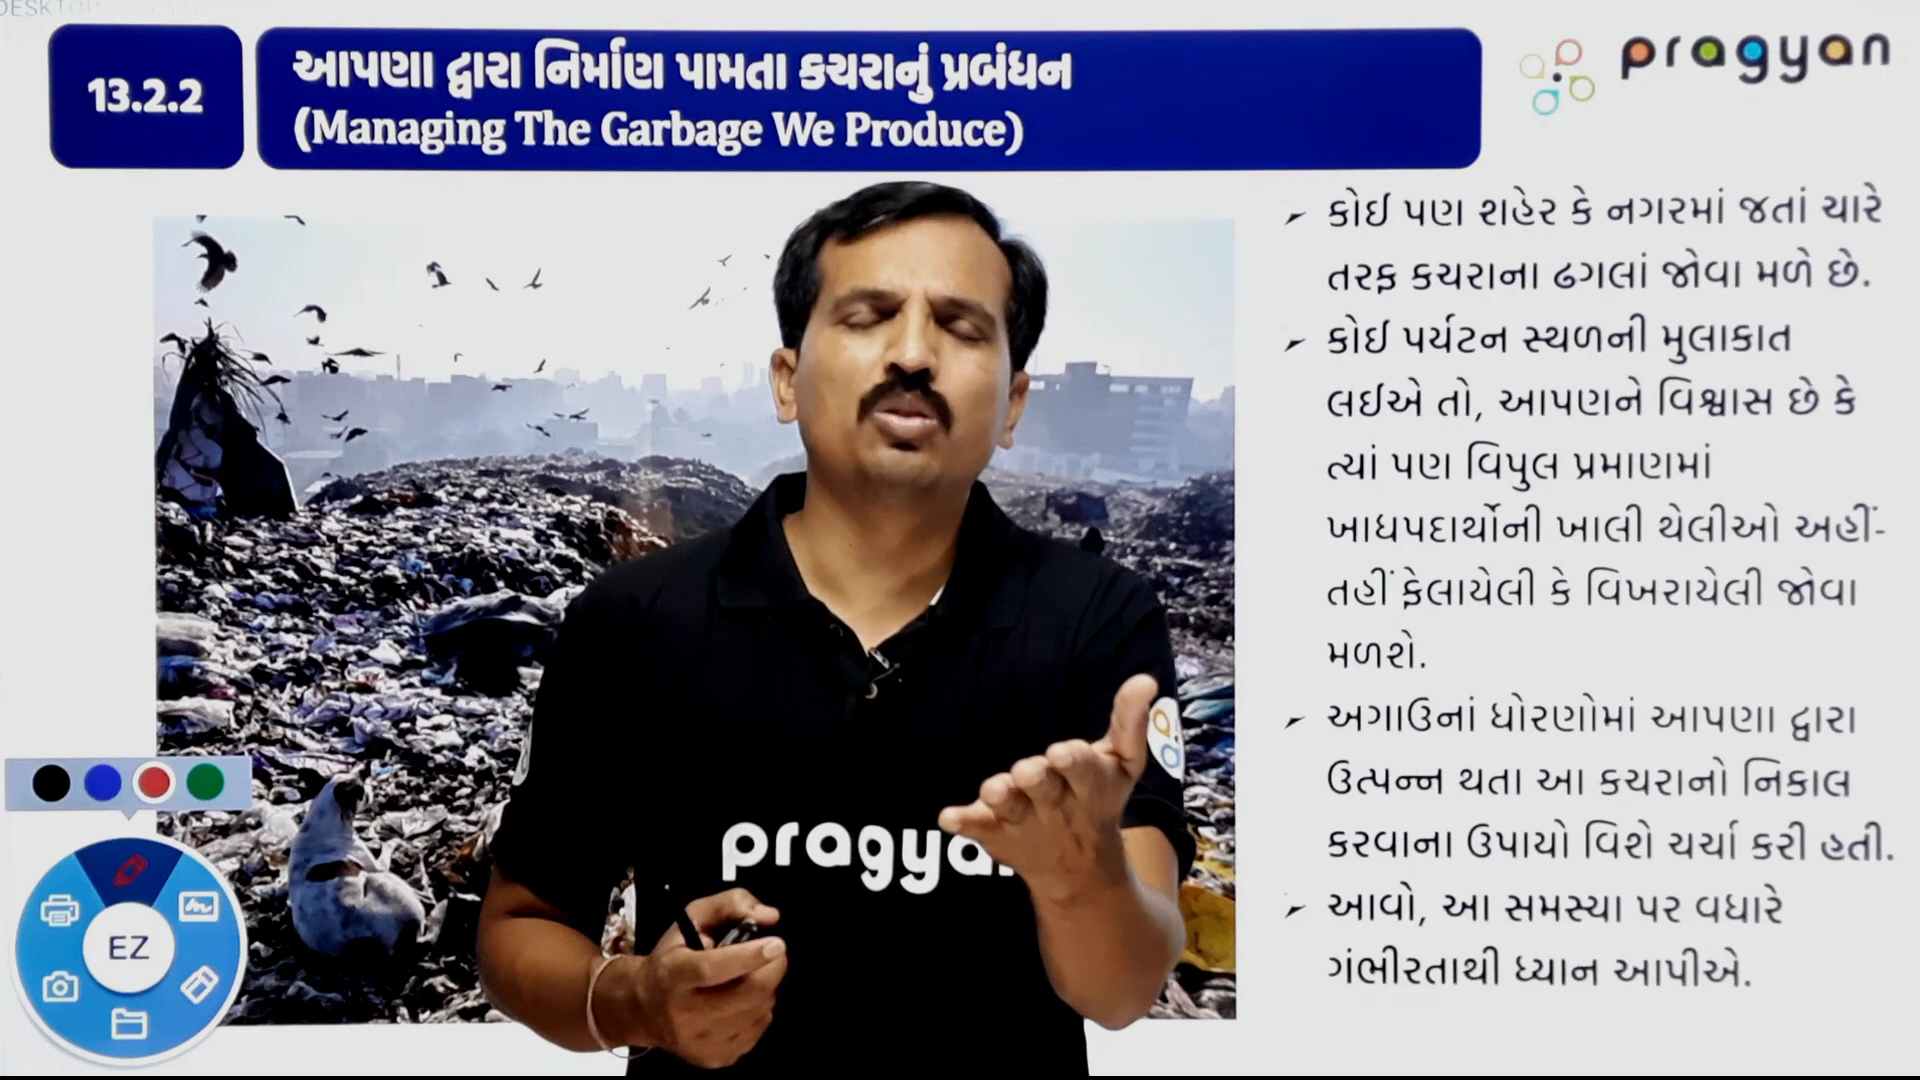 13.2.2
આપણા દ્વારા નિર્માણ પામતા કચરાનું પ્રબંધન
(Managing The Garbage We Produce)
pragyan
➢ કોઈ પણ શહેર કે નગરમાં જતાં ચારે
તરફ કચરાના ઢગલાં જોવા મળે છે.
➢ કોઈ પર્યટન સ્થળની મુલાકાત
લઈએ તો, આપણને વિશ્વાસ છે કે
ત્યાં પણ વિપુલ પ્રમાણમાં
ખાદ્યપદાર્થોની ખાલી થેલીઓ અહીં-
તહીં ફેલાયેલી કે વિખરાયેલી જોવા
મળશે.
➢ અગાઉનાં ધોરણોમાં આપણા દ્વારા
ઉત્પન્ન થતા આ કચરાનો નિકાલ
કરવાના ઉપાયો વિશે ચર્ચા કરી હતી.
➢ આવો, આ સમસ્યા પર વધારે
ગંભીરતાથી ધ્યાન આપીએ.
pragyan
EZ